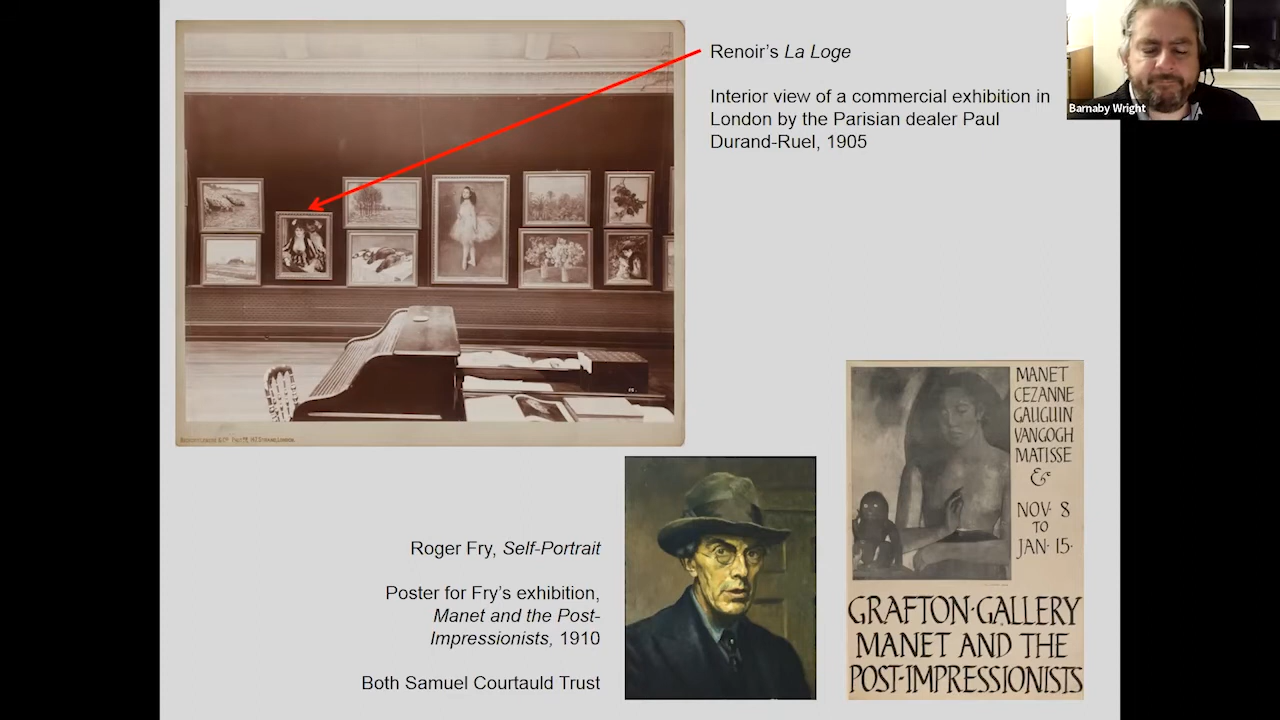 Renoir's La Loge
Interior view of a commercial exhibition in
London by the Parisian dealer Paul
Durand-Ruel, 1905
Barnaby Wright
MANET
CEZANNE
GAUGUIN
VANGOGH
MATISSE
&
NOV· 8
TO
JAN· 15·
GRAFTON·GALLERY
MANET AND THE
POST-IMPRESSIONISTS
Roger Fry, Self-Portrait
Poster for Fry's exhibition,
Manet and the Post-
Impressionists, 1910
Both Samuel Courtauld Trust